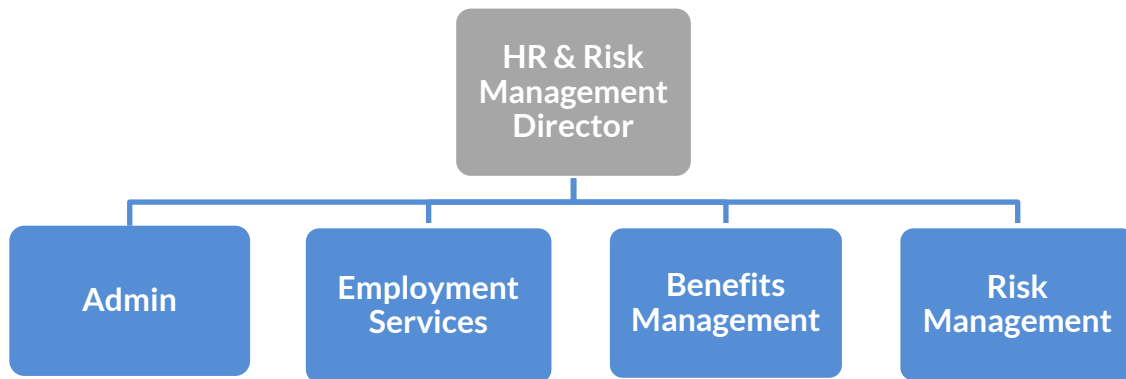 HR & Risk
Management
Director
Admin
Employment
Services
Benefits
Management
Risk
Management